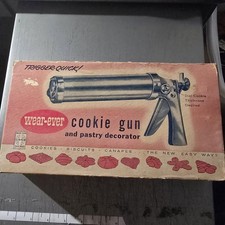 TRIGGER-QUICK!
wear-ever
cookie gun
and pastry decorator
COOKIES · BISCUITS · CANAPES · THE NEW EASY WAY!